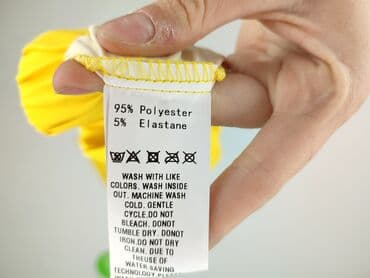 95% Polyester
5% Elastane
WASH WITH LIKE
COLORS. WASH INSIDE
OUT. MACHINE WASH
COLD. GENTLE
CYCLE.DO NOT
BLEACH. DONOT
TUMBLE DRY. DONOT
IRON.DO NOT DRY
CLEAN. DUE TO
THEUSE OF
WATER SAVING
TECHNOLOGY